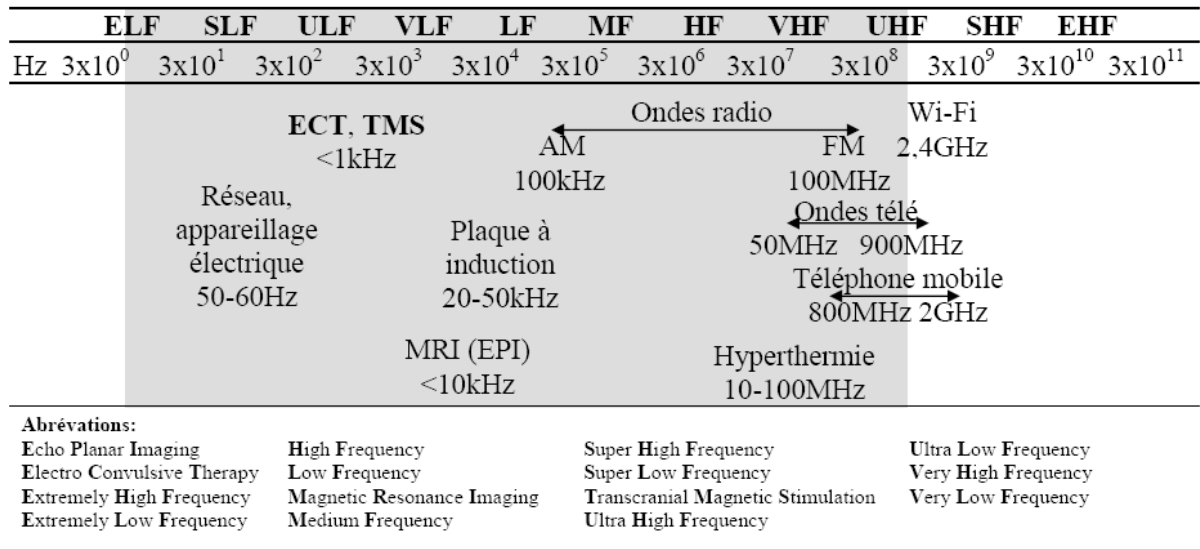 ELF SLF ULF VLF LF MF HF VHF UHF SHF EHF
Hz 3x10⁰ 3x10¹ 3x10² 3x10³ 3x10⁴ 3x10⁵ 3x10⁶ 3x10⁷ 3x10⁸ 3x10⁹ 3x10¹⁰ 3x10¹¹
ECT, TMS
<1kHz
Ondes radio
AM
100kHz
FM
100MHz
Wi-Fi
2,4GHz
Réseau,
appareillage
électrique
50-60Hz
Plaque à
induction
20-50kHz
Ondes télé
50MHz 900MHz
Téléphone mobile
800MHz 2GHz
MRI (EPI)
<10kHz
Hyperthermie
10-100MHz
Abrévations:
Echo Planar Imaging
Electro Convulsive Therapy
Extremely High Frequency
Extremely Low Frequency
High Frequency
Low Frequency
Magnetic Resonance Imaging
Medium Frequency
Super High Frequency
Super Low Frequency
Transcranial Magnetic Stimulation
Ultra High Frequency
Ultra Low Frequency
Very High Frequency
Very Low Frequency